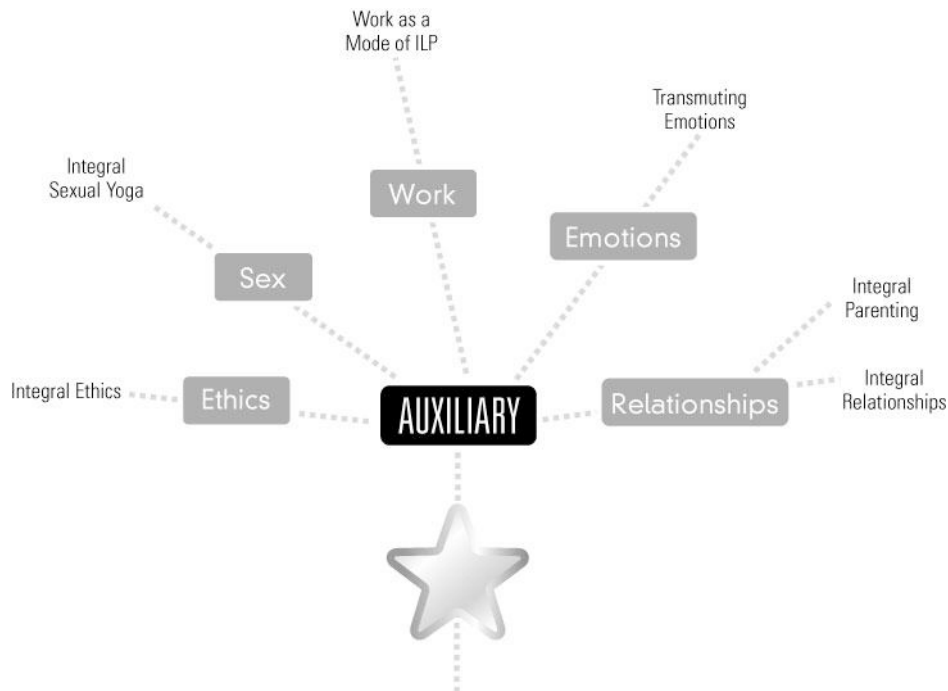 Work as a
Mode of ILP
Transmuting
Emotions
Integral
Sexual Yoga
Work
Emotions
Sex
Integral
Parenting
Integral Ethics
Ethics
AUXILIARY
Relationships
Integral
Relationships